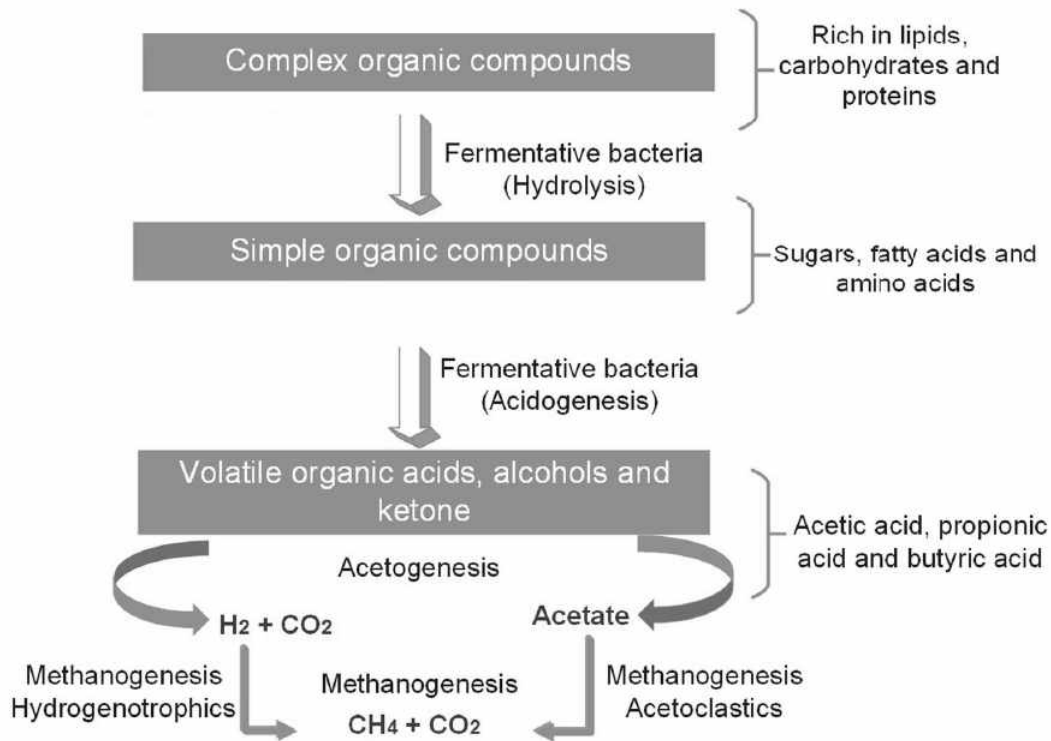 Complex organic compounds
Rich in lipids,
carbohydrates and
proteins
Fermentative bacteria
(Hydrolysis)
Simple organic compounds
Sugars, fatty acids and
amino acids
Fermentative bacteria
(Acidogenesis)
Volatile organic acids, alcohols and
ketone
Acetic acid, propionic
acid and butyric acid
Acetogenesis
H2 + CO2
Acetate
Methanogenesis
Hydrogenotrophics
Methanogenesis
CH4 + CO2
Methanogenesis
Acetoclastics